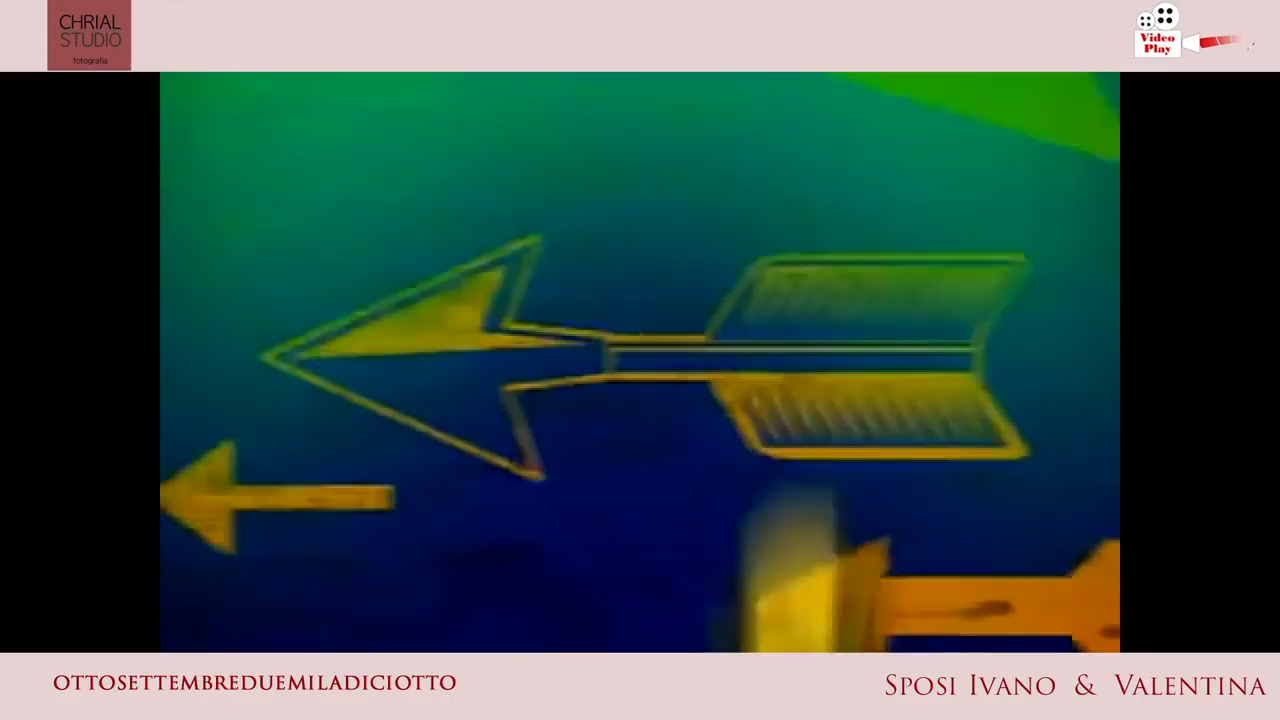 CHRIAL
STUDIO
fotografia
Video
Play
OTTOSETTEMBREDUEMILADICIOTTO
Sposi Ivano & Valentina